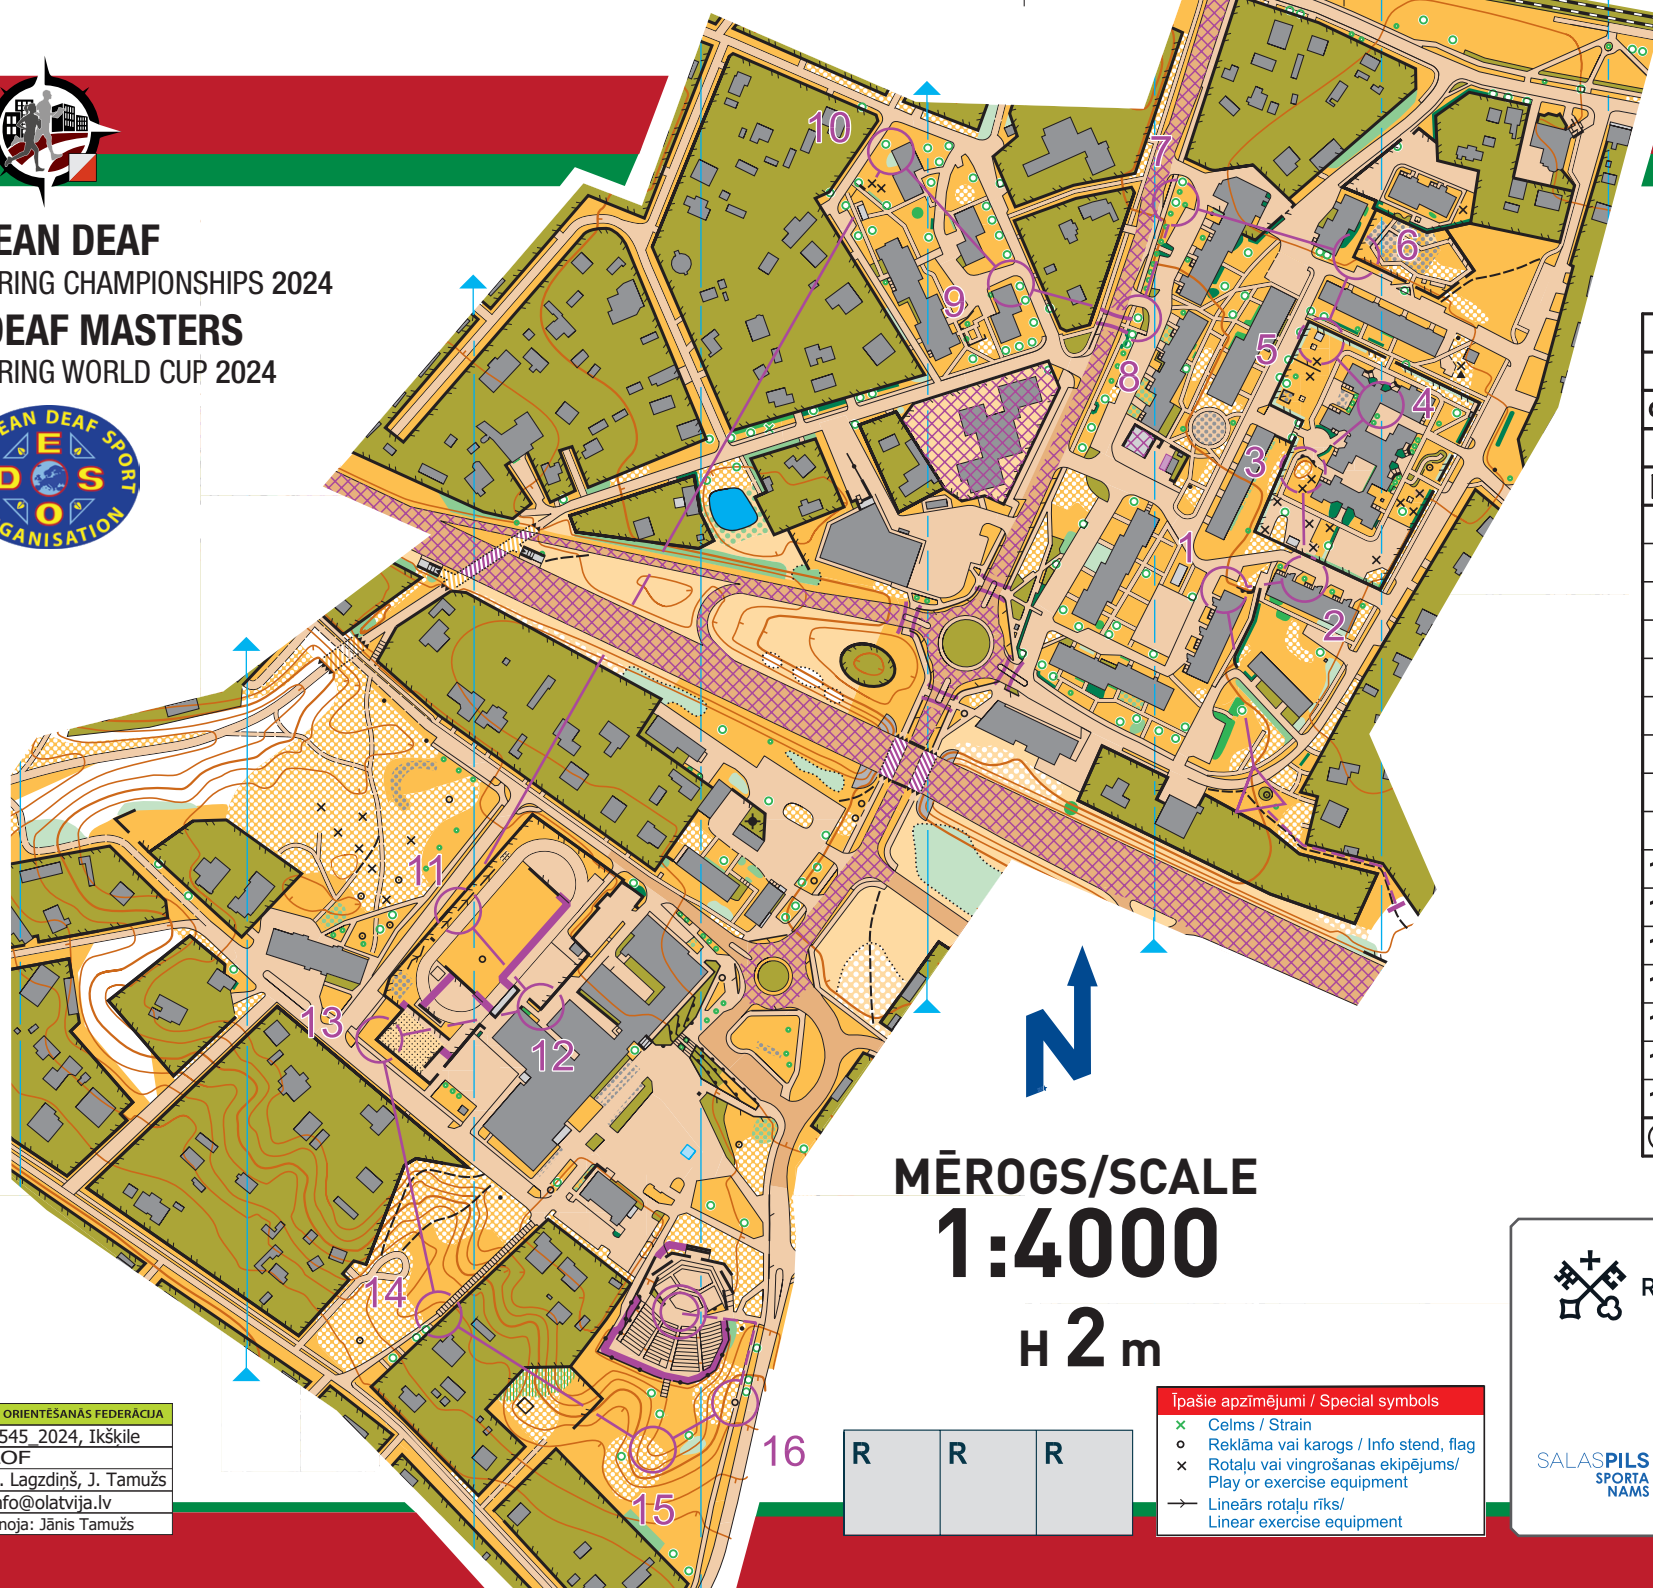 EAN DEAF
RING CHAMPIONSHIPS 2024
DEAF MASTERS
RING WORLD CUP 2024
EAN DEAF SPORT
E
D S
O
GANISATION
10
7
6
9
5
8
4
3
1
2
11
13
12
14
15
16
N
MĒROGS/SCALE
1:4000
H 2 m
ORIENTĒŠANĀS FEDERĀCIJA
545_2024, Ikšķile
OF
. Lagzdiņš, J. Tamužs
nfo@olatvija.lv
noja: Jānis Tamužs
R R R
Īpašie apzīmējumi / Special symbols
Celms / Strain
Reklāma vai karogs / Info stend, flag
Rotaļu vai vingrošanas ekipējums/
Play or exercise equipment
Lineārs rotaļu rīks/
Linear exercise equipment
R
SALASPILS
SPORTA
NAMS